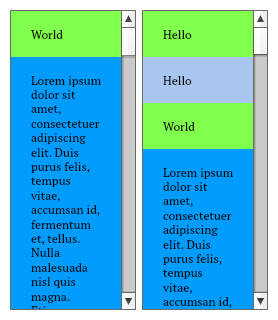 World
Lorem ipsum
dolor sit
amet,
consectetuer
adipiscing
elit. Duis
purus felis,
tempus
vitae,
accumsan id,
fermentum
et, tellus.
Nulla
malesuada
nisl quis
magna.
Hello
Hello
World
Lorem ipsum
dolor sit
amet,
consectetuer
adipiscing
elit. Duis
purus felis,
tempus
vitae,
accumsan id,